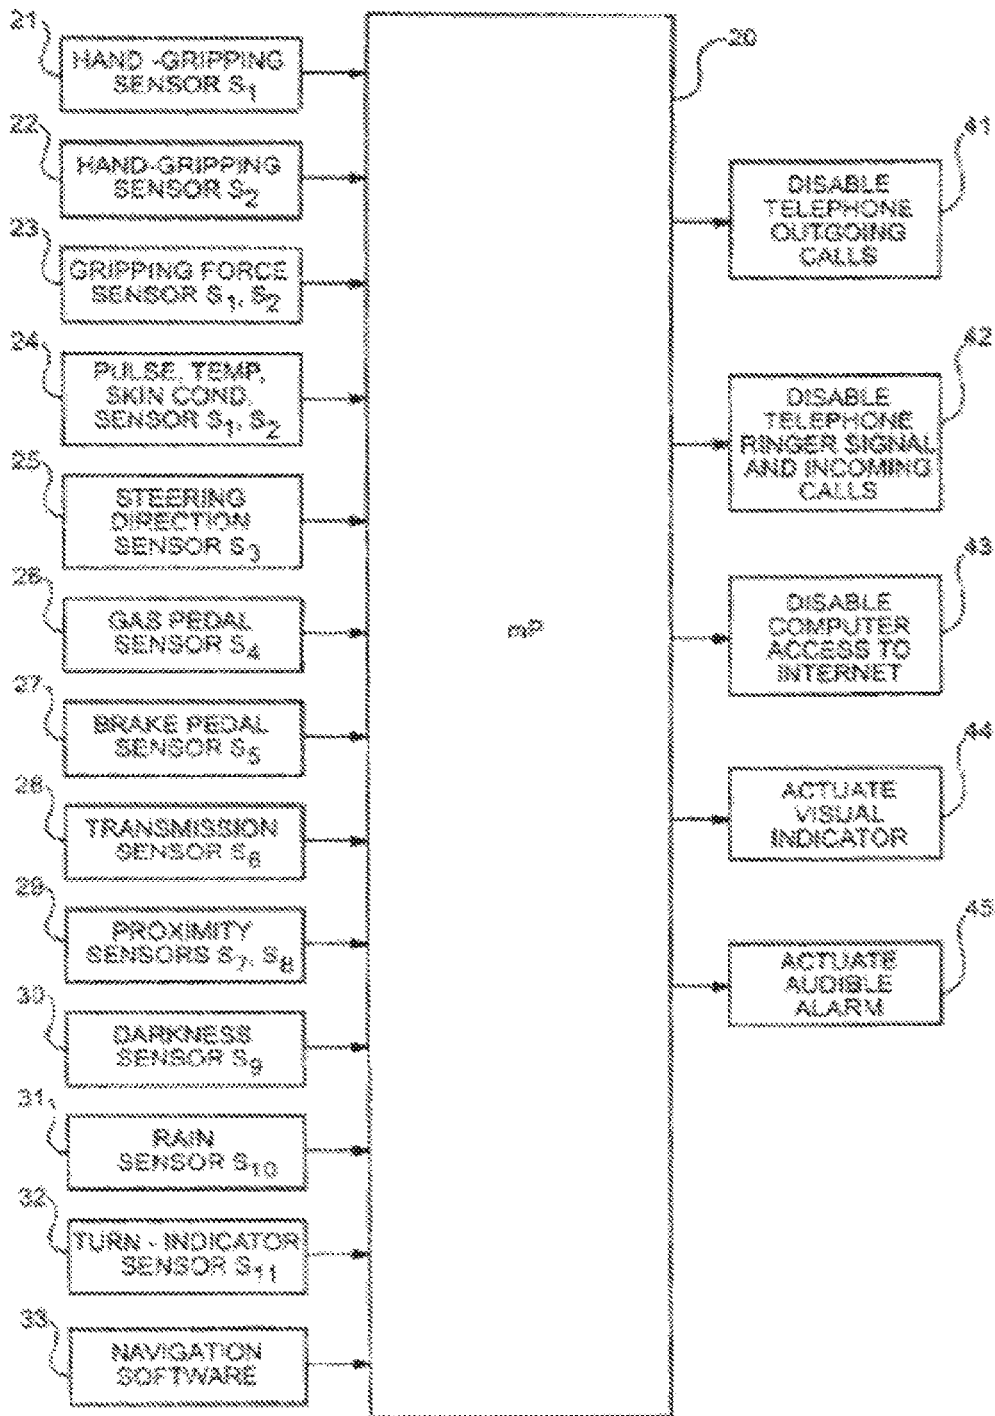 21
HAND -GRIPPING
SENSOR S1
22
HAND-GRIPPING
SENSOR S2
23
GRIPPING FORCE
SENSOR S1, S2
24
PULSE, TEMP,
SKIN COND.
SENSOR S1, S2
25
STEERING
DIRECTION
SENSOR S3
26
GAS PEDAL
SENSOR S4
27
BRAKE PEDAL
SENSOR S5
28
TRANSMISSION
SENSOR S6
29
PROXIMITY
SENSORS S7, S8
30
DARKNESS
SENSOR S9
31
RAIN
SENSOR S10
32
TURN - INDICATOR
SENSOR S11
33
NAVIGATION
SOFTWARE
mP
20
41
DISABLE
TELEPHONE
OUTGOING
CALLS
42
DISABLE
TELEPHONE
RINGER SIGNAL
AND INCOMING
CALLS
43
DISABLE
COMPUTER
ACCESS TO
INTERNET
44
ACTUATE
VISUAL
INDICATOR
45
ACTUATE
AUDIBLE
ALARM